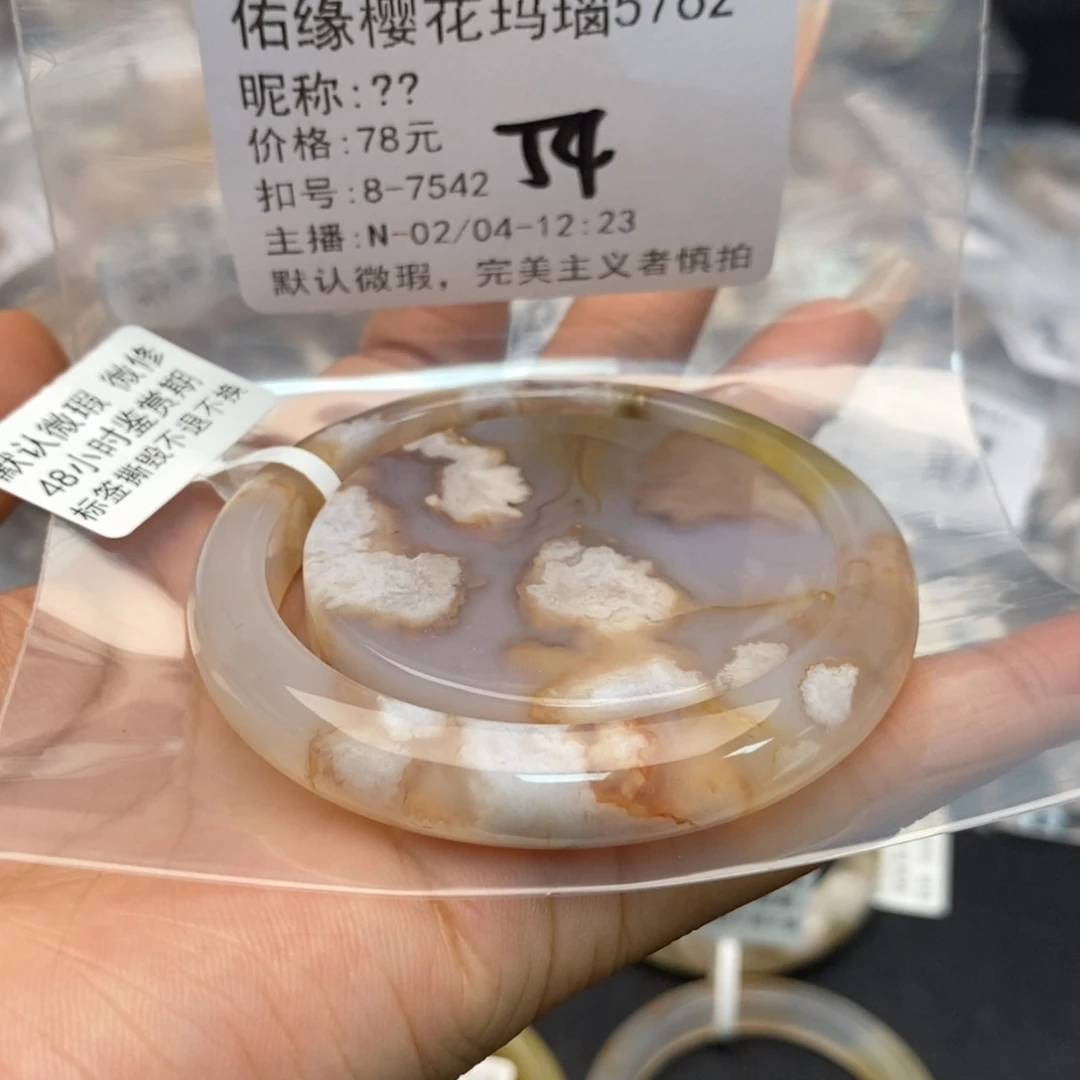 佑缘樱花玛瑙5762
昵称:??
价格:78元
J4
扣号:8-7542
主播:N-02/04-12:23
默认微瑕，完美主义者慎拍
默认微瑕 微修
48小时鉴赏期
标签撕毁不退不换